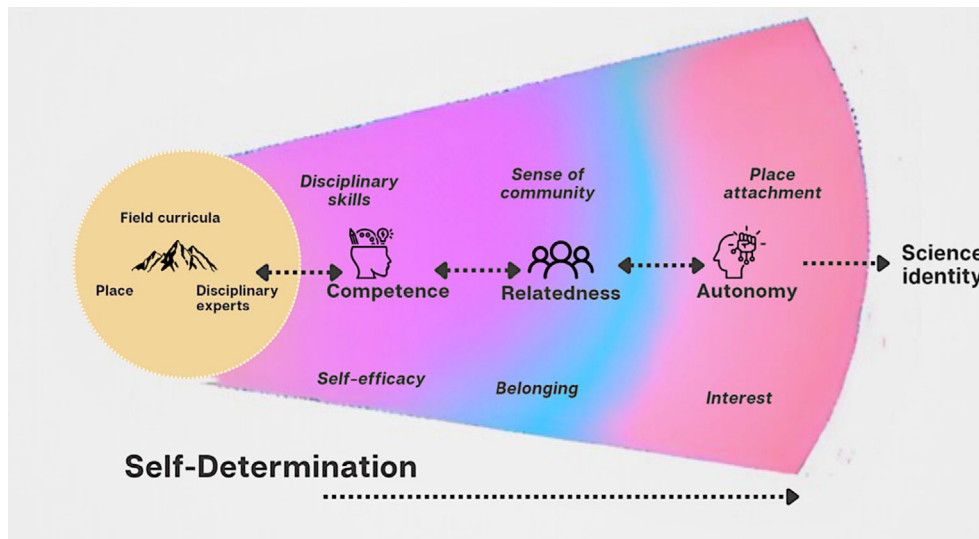 Field curricula
Place
Disciplinary
experts
Disciplinary
skills
Competence
Self-efficacy
Sense of
community
Relatedness
Belonging
Place
attachment
Autonomy
Interest
Science
identity
Self-Determination